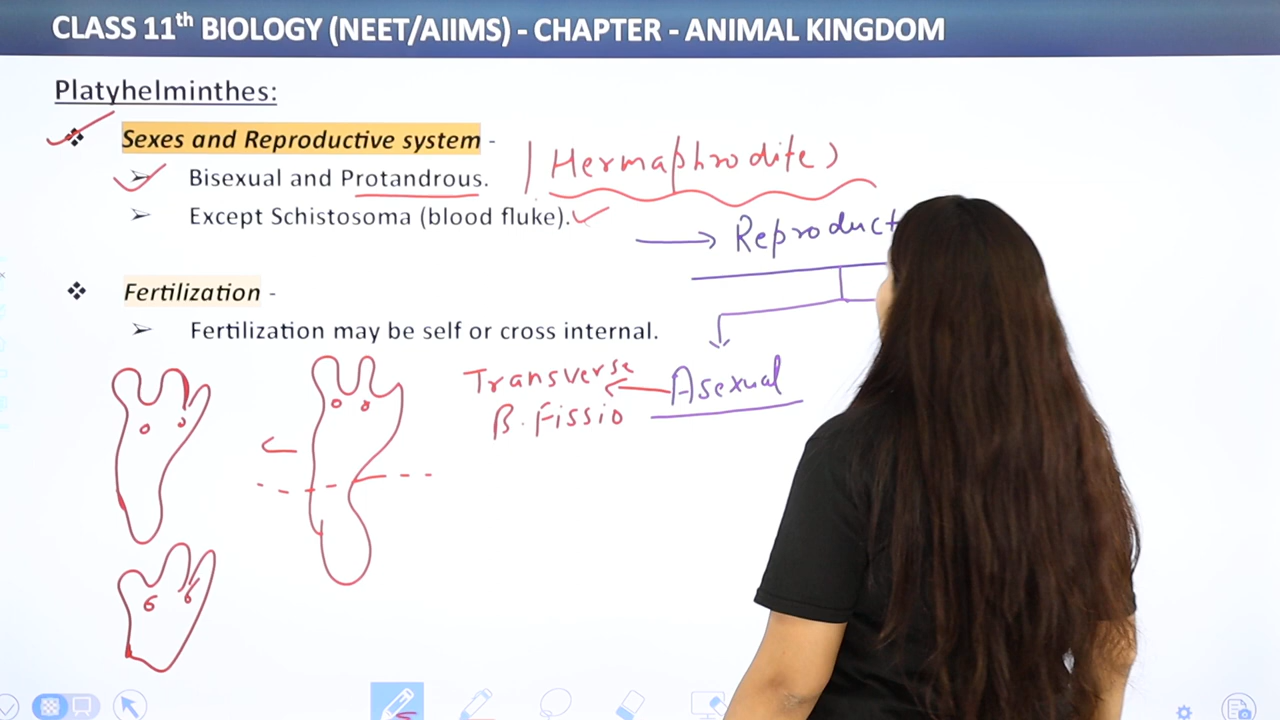 CLASS 11th BIOLOGY (NEET/AIIMS) - CHAPTER - ANIMAL KINGDOM
Platyhelminthes:
❖ Sexes and Reproductive system -
➢ Bisexual and Protandrous.
(Hermaphrodite)
➢ Except Schistosoma (blood fluke).
→ Reproduct
❖ Fertilization -
➢ Fertilization may be self or cross internal.
Transverse ← Asexual
B. Fissio